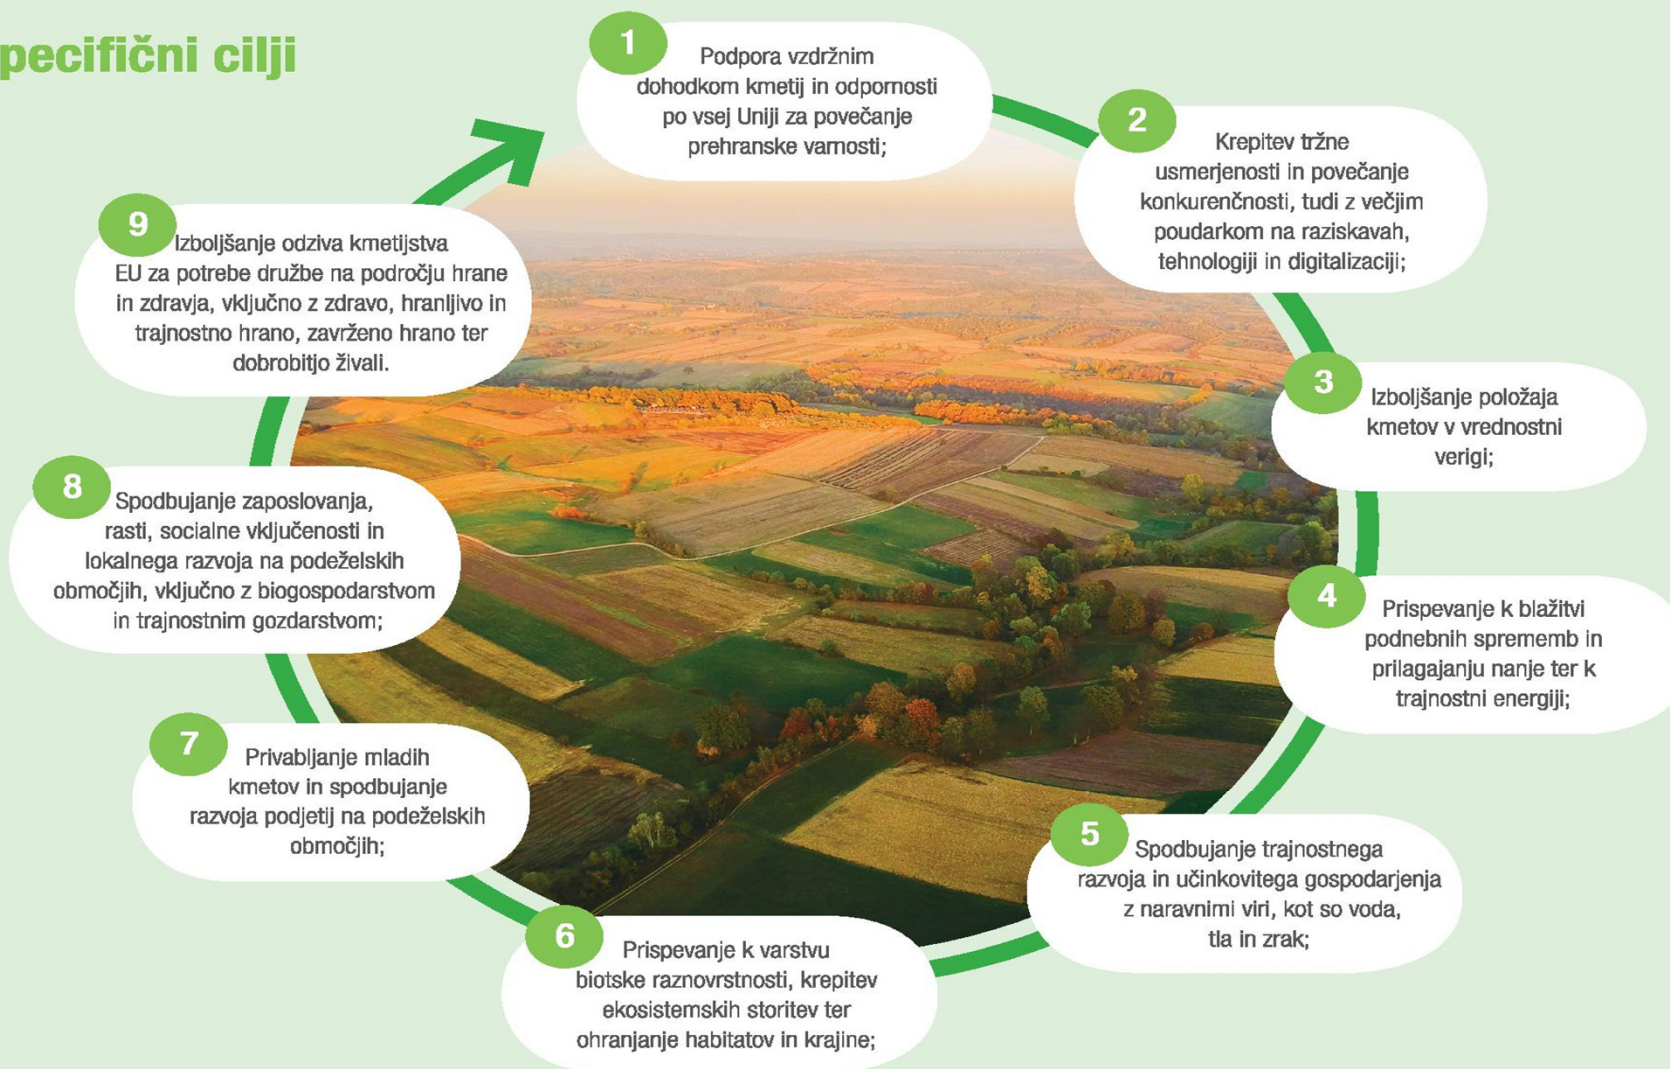 pecifični cilji
1
Podpora vzdržnim
dohodkom kmetij in odpornosti
po vsej Uniji za povečanje
prehranske varnosti;
2
Krepitev tržne
usmerjenosti in povečanje
konkurenčnosti, tudi z večjim
poudarkom na raziskavah,
tehnologiji in digitalizaciji;
3
Izboljšanje položaja
kmetov v vrednostni
verigi;
4
Prispevanje k blažitvi
podnebnih sprememb in
prilagajanju nanje ter k
trajnostni energiji;
5
Spodbujanje trajnostnega
razvoja in učinkovitega gospodarjenja
z naravnimi viri, kot so voda,
tla in zrak;
6
Prispevanje k varstvu
biotske raznovrstnosti, krepitev
ekosistemskih storitev ter
ohranjanje habitatov in krajine;
7
Privabljanje mladih
kmetov in spodbujanje
razvoja podjetij na podeželskih
območjih;
8
Spodbujanje zaposlovanja,
rasti, socialne vključenosti in
lokalnega razvoja na podeželskih
območjih, vključno z biogospodarstvom
in trajnostnim gozdarstvom;
9
Izboljšanje odziva kmetijstva
EU za potrebe družbe na področju hrane
in zdravja, vključno z zdravo, hranljivo in
trajnostno hrano, zavrženo hrano ter
dobrobitjo živali.